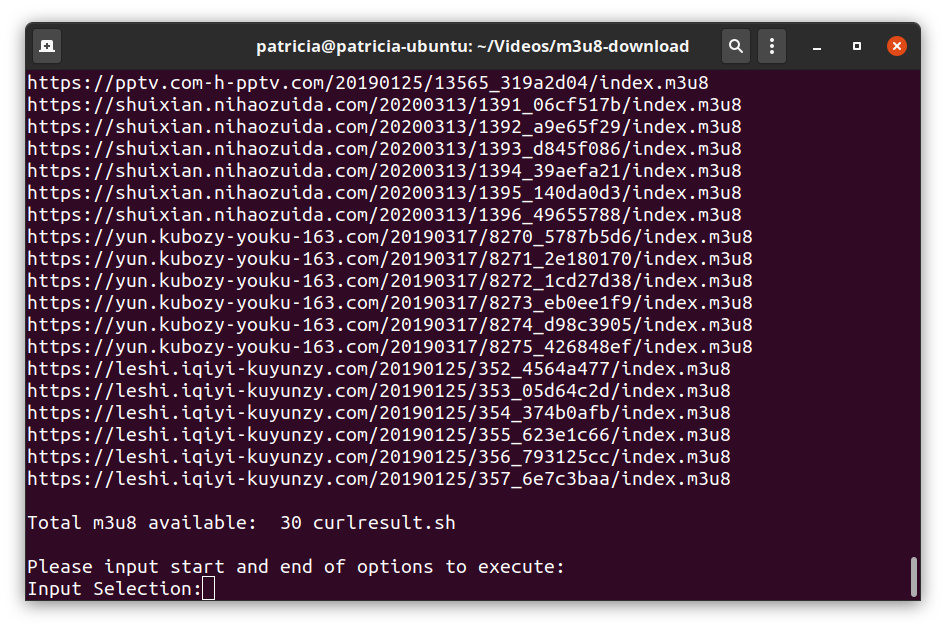 patricia@patricia-ubuntu: ~/Videos/m3u8-download
https://pptv.com-h-pptv.com/20190125/13565_319a2d04/index.m3u8
https://shuixian.nihaozuida.com/20200313/1391_06cf517b/index.m3u8
https://shuixian.nihaozuida.com/20200313/1392_a9e65f29/index.m3u8
https://shuixian.nihaozuida.com/20200313/1393_d845f086/index.m3u8
https://shuixian.nihaozuida.com/20200313/1394_39aefa21/index.m3u8
https://shuixian.nihaozuida.com/20200313/1395_140da0d3/index.m3u8
https://shuixian.nihaozuida.com/20200313/1396_49655788/index.m3u8
https://yun.kubozy-youku-163.com/20190317/8270_5787b5d6/index.m3u8
https://yun.kubozy-youku-163.com/20190317/8271_2e180170/index.m3u8
https://yun.kubozy-youku-163.com/20190317/8272_1cd27d38/index.m3u8
https://yun.kubozy-youku-163.com/20190317/8273_eb0ee1f9/index.m3u8
https://yun.kubozy-youku-163.com/20190317/8274_d98c3905/index.m3u8
https://yun.kubozy-youku-163.com/20190317/8275_426848ef/index.m3u8
https://leshi.iqiyi-kuyunzy.com/20190125/352_4564a477/index.m3u8
https://leshi.iqiyi-kuyunzy.com/20190125/353_05d64c2d/index.m3u8
https://leshi.iqiyi-kuyunzy.com/20190125/354_374b0afb/index.m3u8
https://leshi.iqiyi-kuyunzy.com/20190125/355_623e1c66/index.m3u8
https://leshi.iqiyi-kuyunzy.com/20190125/356_793125cc/index.m3u8
https://leshi.iqiyi-kuyunzy.com/20190125/357_6e7c3baa/index.m3u8
Total m3u8 available:  30 curlresult.sh
Please input start and end of options to execute:
Input Selection: